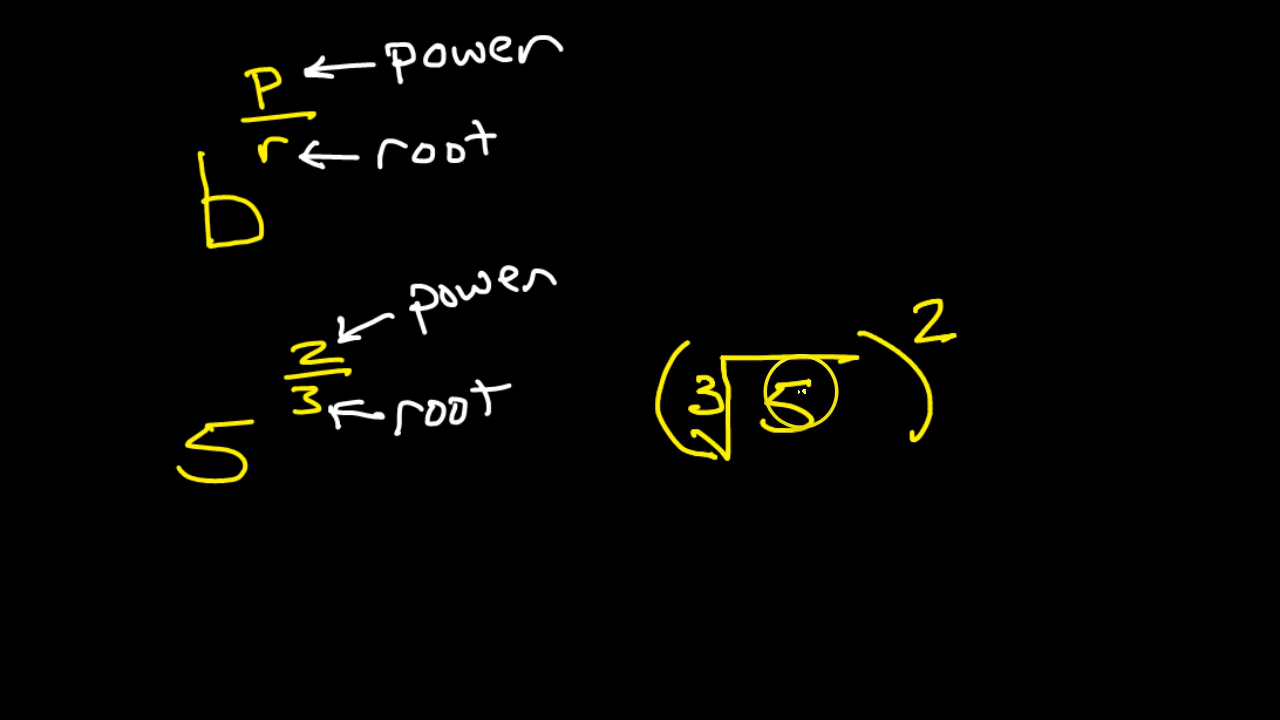 p ← power
r ← root
b
2 ← power
3 ← root
5
(∛5)²